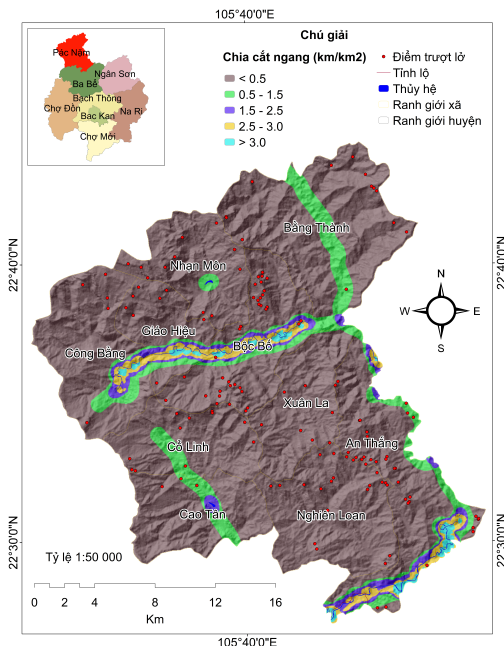 105°40'0"E
Chú giải
Chia cắt ngang (km/km2)
< 0.5
0.5 - 1.5
1.5 - 2.5
2.5 - 3.0
> 3.0
Điểm trượt lở
Tỉnh lộ
Thủy hệ
Ranh giới xã
Ranh giới huyện
Pác Nặm
Ngân Sơn
Ba Bể
Bạch Thông
Chợ Đồn
Na Rì
Bac Kan
Chợ Mới
Bằng Thành
22°40'0"N
22°40'0"N
Nhạn Môn
N
W
E
S
Giáo Hiệu
Bộc Bố
Công Bằng
Xuân La
An Thắng
Cổ Linh
Cao Tân
Nghiên Loan
22°30'0"N
22°30'0"N
Tỷ lệ 1:50 000
0 2 4 8 12 16
Km
105°40'0"E